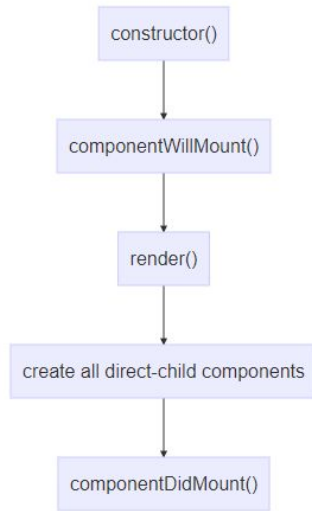 constructor()
componentWillMount()
render()
create all direct-child components
componentDidMount()